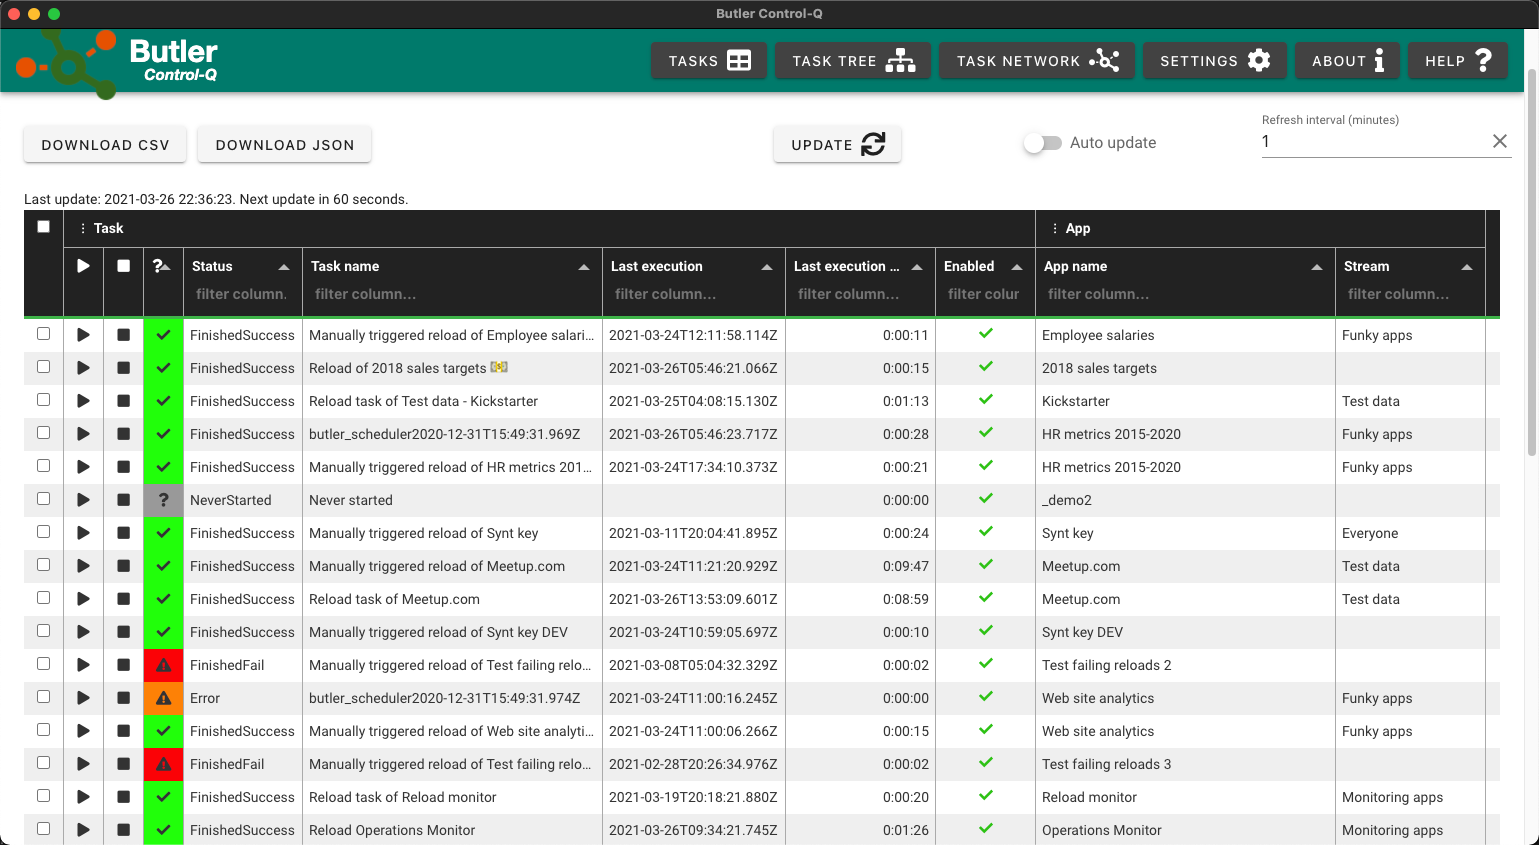 Butler Control-Q
Butler
Control-Q
TASKS
TASK TREE
TASK NETWORK
SETTINGS
ABOUT
HELP
DOWNLOAD CSV
DOWNLOAD JSON
UPDATE
Auto update
Refresh interval (minutes)
1
Last update: 2021-03-26 22:36:23. Next update in 60 seconds.
Task App
? Status Task name Last execution Last execution ... Enabled App name Stream
filter column. filter column... filter column... filter column... filter colur filter column... filter column...
FinishedSuccess Manually triggered reload of Employee salari... 2021-03-24T12:11:58.114Z 0:00:11 Employee salaries Funky apps
FinishedSuccess Reload of 2018 sales targets 💵 2021-03-26T05:46:21.066Z 0:00:15 2018 sales targets
FinishedSuccess Reload task of Test data - Kickstarter 2021-03-25T04:08:15.130Z 0:01:13 Kickstarter Test data
FinishedSuccess butler_scheduler2020-12-31T15:49:31.969Z 2021-03-26T05:46:23.717Z 0:00:28 HR metrics 2015-2020 Funky apps
FinishedSuccess Manually triggered reload of HR metrics 201... 2021-03-24T17:34:10.373Z 0:00:21 HR metrics 2015-2020 Funky apps
? NeverStarted Never started 0:00:00 _demo2
FinishedSuccess Manually triggered reload of Synt key 2021-03-11T20:04:41.895Z 0:00:24 Synt key Everyone
FinishedSuccess Manually triggered reload of Meetup.com 2021-03-24T11:21:20.929Z 0:09:47 Meetup.com Test data
FinishedSuccess Reload task of Meetup.com 2021-03-26T13:53:09.601Z 0:08:59 Meetup.com Test data
FinishedSuccess Manually triggered reload of Synt key DEV 2021-03-24T10:59:05.697Z 0:00:10 Synt key DEV
FinishedFail Manually triggered reload of Test failing relo... 2021-03-08T05:04:32.329Z 0:00:02 Test failing reloads 2
Error butler_scheduler2020-12-31T15:49:31.974Z 2021-03-24T11:00:16.245Z 0:00:00 Web site analytics Funky apps
FinishedSuccess Manually triggered reload of Web site analyti... 2021-03-24T11:00:06.266Z 0:00:15 Web site analytics Funky apps
FinishedFail Manually triggered reload of Test failing relo... 2021-02-28T20:26:34.976Z 0:00:02 Test failing reloads 3
FinishedSuccess Reload task of Reload monitor 2021-03-19T20:18:21.880Z 0:00:20 Reload monitor Monitoring apps
FinishedSuccess Reload Operations Monitor 2021-03-26T09:34:21.745Z 0:01:26 Operations Monitor Monitoring apps